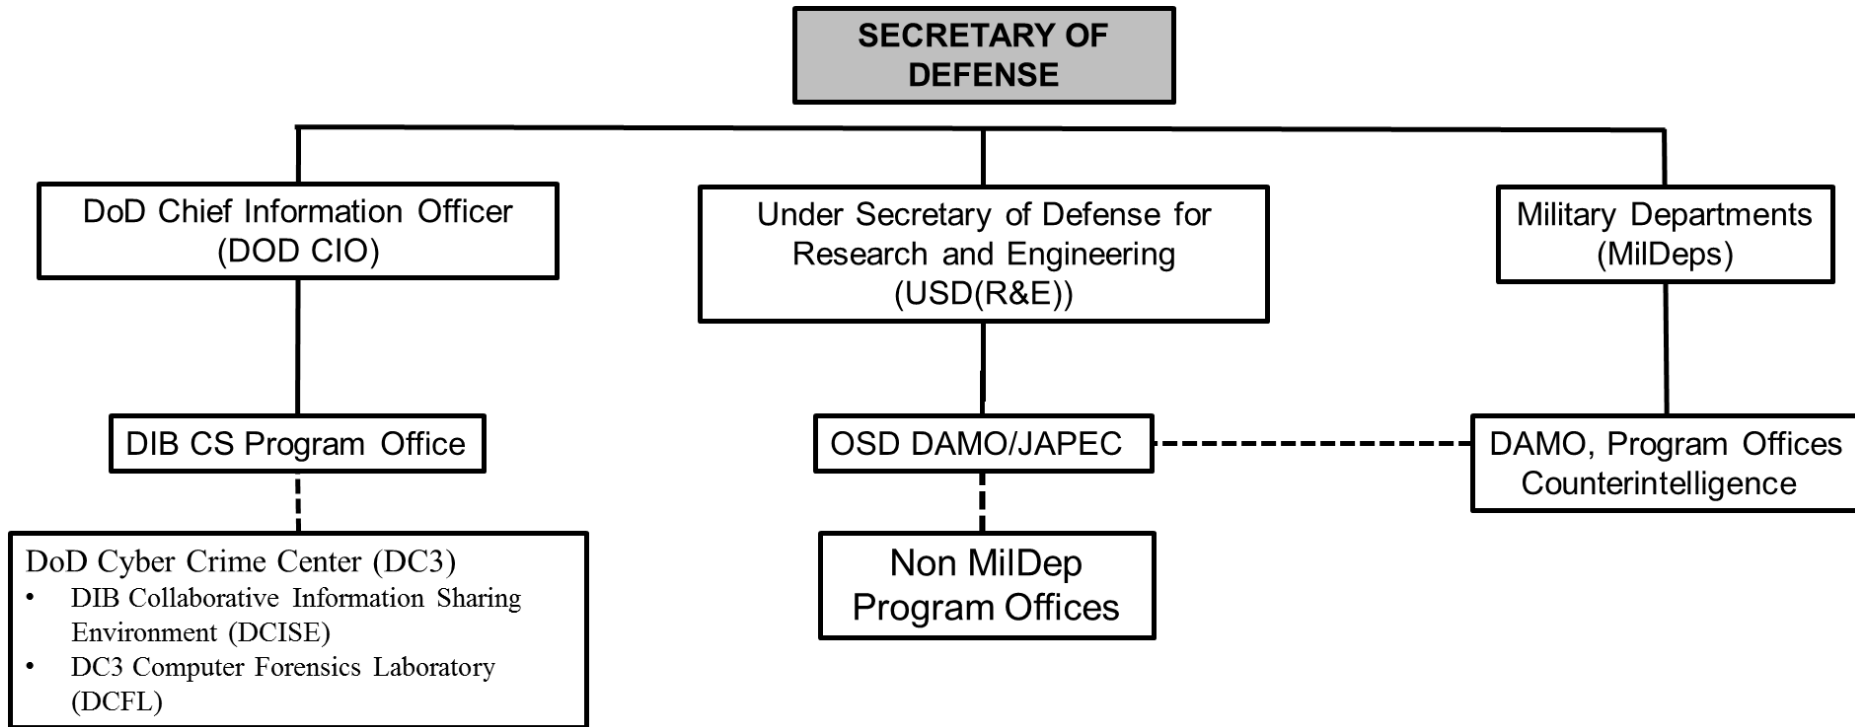 SECRETARY OF
DEFENSE
DoD Chief Information Officer
(DOD CIO)
Under Secretary of Defense for
Research and Engineering
(USD(R&E))
Military Departments
(MilDeps)
DIB CS Program Office
OSD DAMO/JAPEC
DAMO, Program Offices
Counterintelligence
DoD Cyber Crime Center (DC3)
• DIB Collaborative Information Sharing
Environment (DCISE)
• DC3 Computer Forensics Laboratory
(DCFL)
Non MilDep
Program Offices